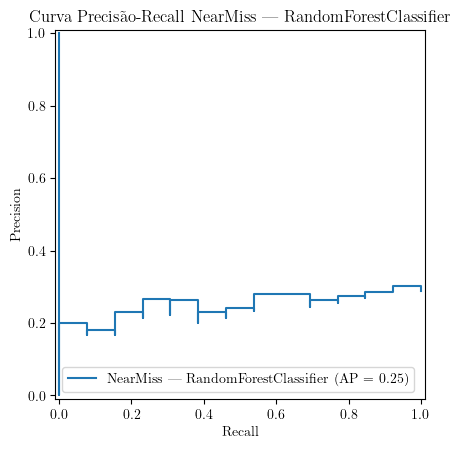 Curva Precisão-Recall NearMiss — RandomForestClassifier
1.0
0.8
0.6
0.4
0.2
0.0
Precision
NearMiss — RandomForestClassifier (AP = 0.25)
0.0 0.2 0.4 0.6 0.8 1.0
Recall